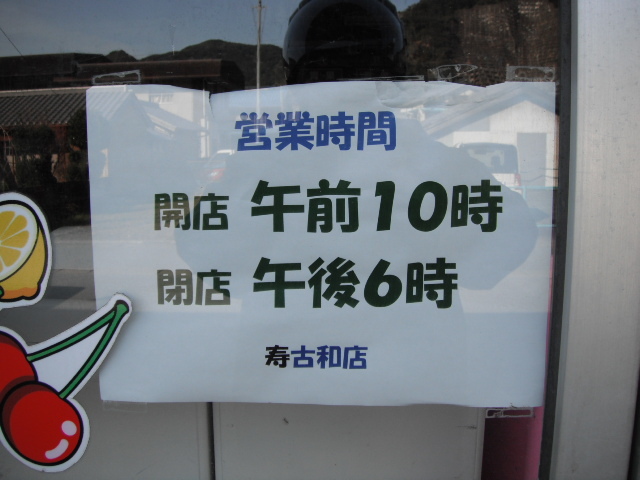 営業時間
開店 午前10時
閉店 午後6時
寿古和店